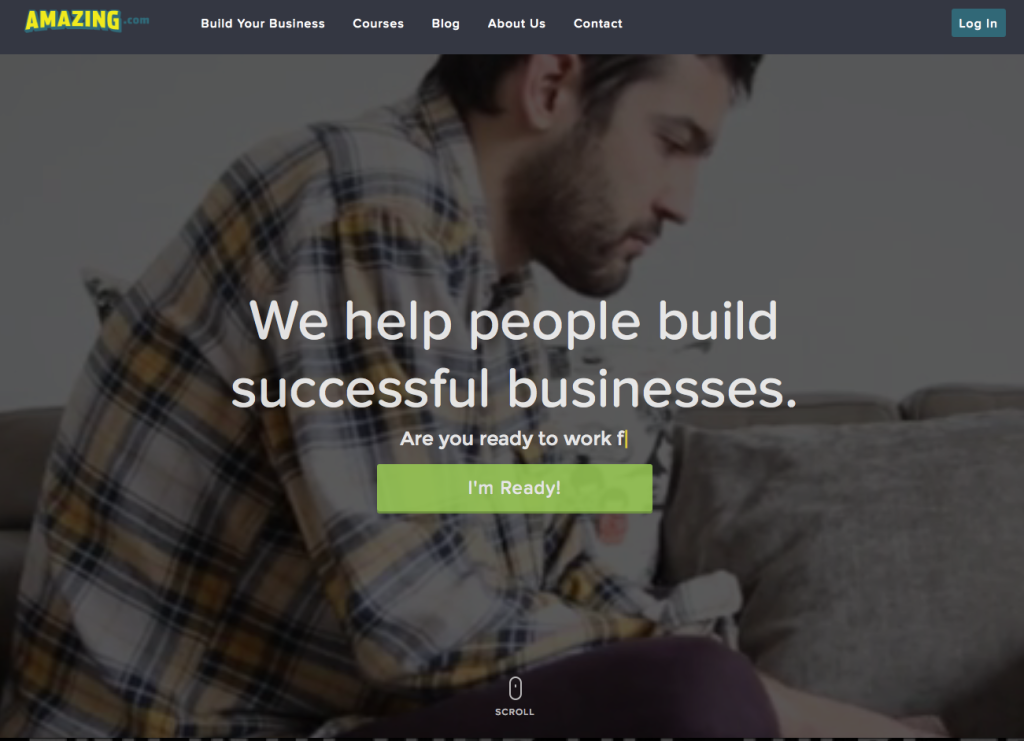 AMAZING.com
Build Your Business
Courses
Blog
About Us
Contact
Log In
We help people build
successful businesses.
Are you ready to work f
I'm Ready!
SCROLL